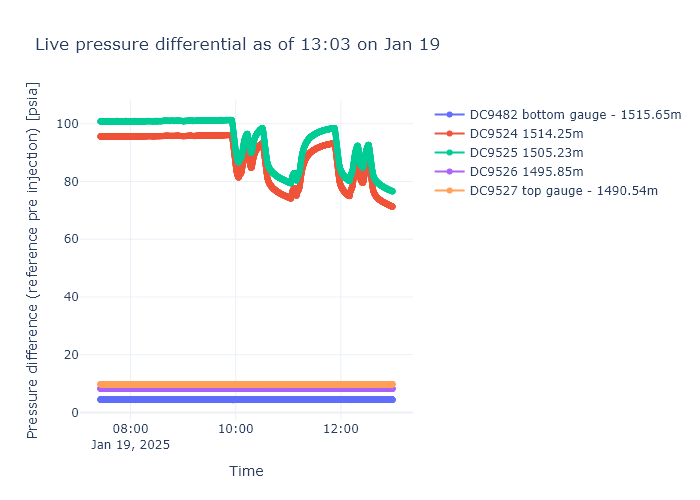 Live pressure differential as of 13:03 on Jan 19
Pressure difference (reference pre injection) [psia]
100
80
60
40
20
0
08:00
Jan 19, 2025
10:00
12:00
Time
DC9482 bottom gauge - 1515.65m
DC9524 1514.25m
DC9525 1505.23m
DC9526 1495.85m
DC9527 top gauge - 1490.54m